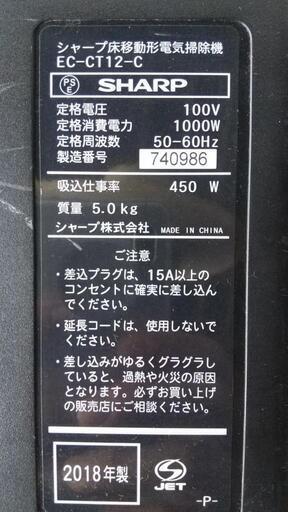 シャープ床移動形電気掃除機
EC-CT12-C
PS
E
SHARP
定格電圧 100V
定格消費電力 1000W
定格周波数 50-60Hz
製造番号 740986
吸込仕事率 450 W
質量 5.0kg
シャープ株式会社 MADE IN CHINA
ご注意
・差込プラグは、15A以上の
コンセントに確実に差し込ん
でください。
・延長コードは、使用しないで
ください。
・差し込みがゆるくグラグラ
していると、過熱や火災の原因
となります。必ずお買い上げ
の販売店にご相談ください。
2018年製
JET
-P-